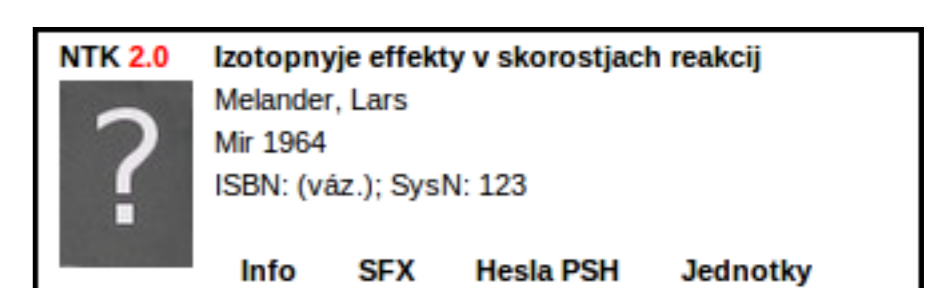 NTK 2.0
Izotopnyje effekty v skorostjach reakcij
Melander, Lars
Mir 1964
ISBN: (váz.); SysN: 123
?
Info SFX Hesla PSH Jednotky